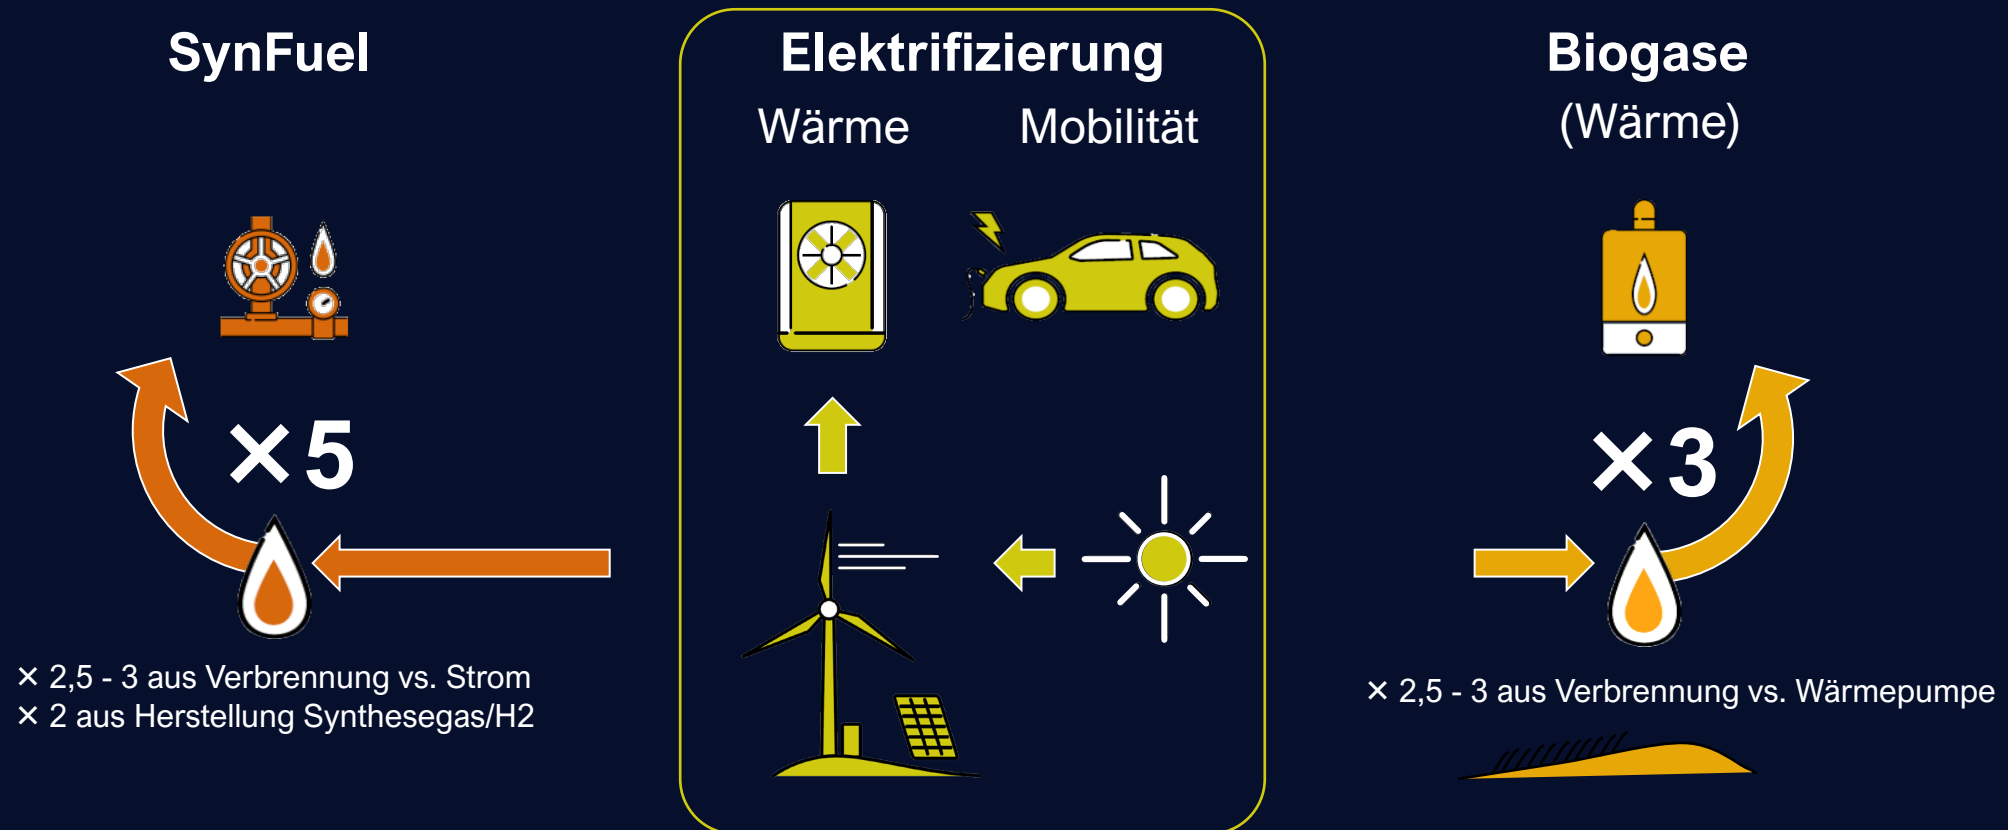 SynFuel
×5
× 2,5 - 3 aus Verbrennung vs. Strom
× 2 aus Herstellung Synthesegas/H2
Elektrifizierung
Wärme Mobilität
Biogase
(Wärme)
×3
× 2,5 - 3 aus Verbrennung vs. Wärmepumpe